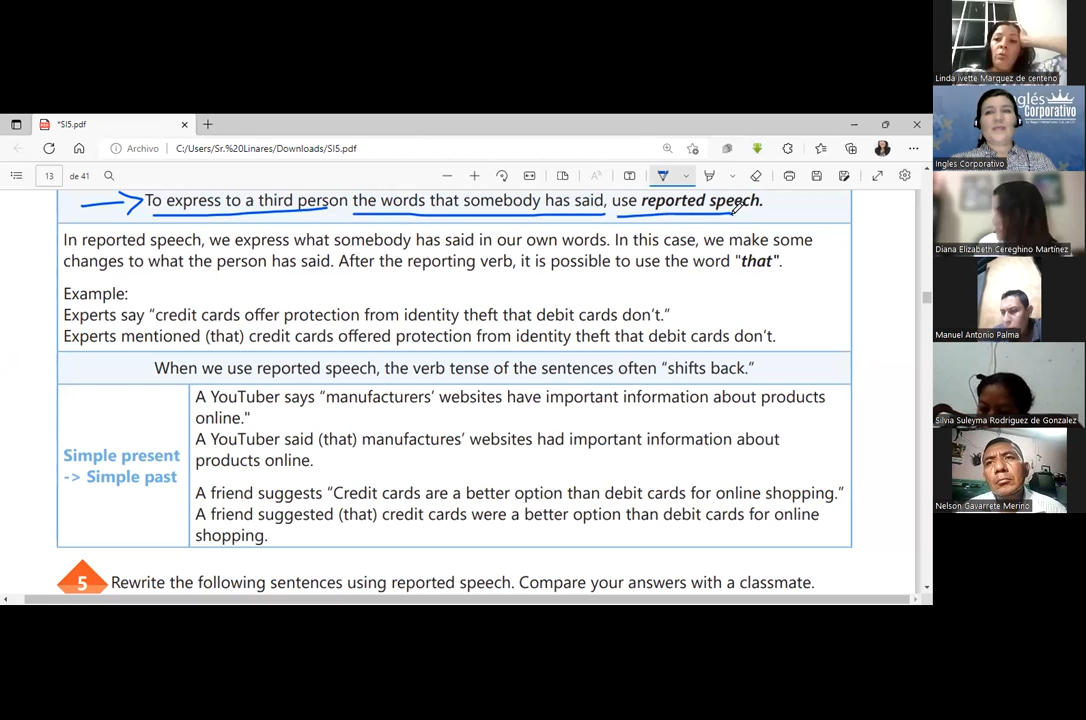 *SI5.pdf
Archivo
C:/Users/Sr.%20Linares/Downloads/SI5.pdf
13
de 41
To express to a third person the words that somebody has said, use reported speech.
In reported speech, we express what somebody has said in our own words. In this case, we make some
changes to what the person has said. After the reporting verb, it is possible to use the word "that".
Example:
Experts say “credit cards offer protection from identity theft that debit cards don’t.”
Experts mentioned (that) credit cards offered protection from identity theft that debit cards don’t.
When we use reported speech, the verb tense of the sentences often “shifts back.”
Simple present
-> Simple past
A YouTuber says “manufacturers’ websites have important information about products
online."
A YouTuber said (that) manufactures’ websites had important information about
products online.
A friend suggests “Credit cards are a better option than debit cards for online shopping.”
A friend suggested (that) credit cards were a better option than debit cards for online
shopping.
5
Rewrite the following sentences using reported speech. Compare your answers with a classmate.
Linda ivette Marquez de centeno
Inglés
Corporativo
Ingles Corporativo
Diana Elizabeth Cereghino Martínez
Manuel Antonio Palma
Silvia Suleyma Rodriguez de Gonzalez
Nelson Gavarrete Merino